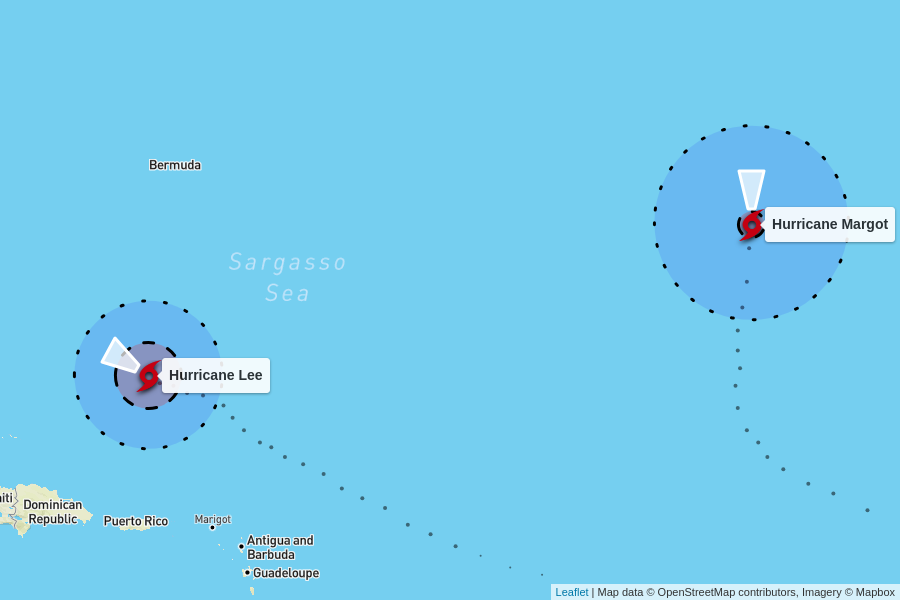 Bermuda
Hurricane Margot
Sargasso
Sea
Hurricane Lee
iti
Dominican
Republic
Puerto Rico
Marigot
Antigua and
Barbuda
Guadeloupe
Leaflet | Map data © OpenStreetMap contributors, Imagery © Mapbox